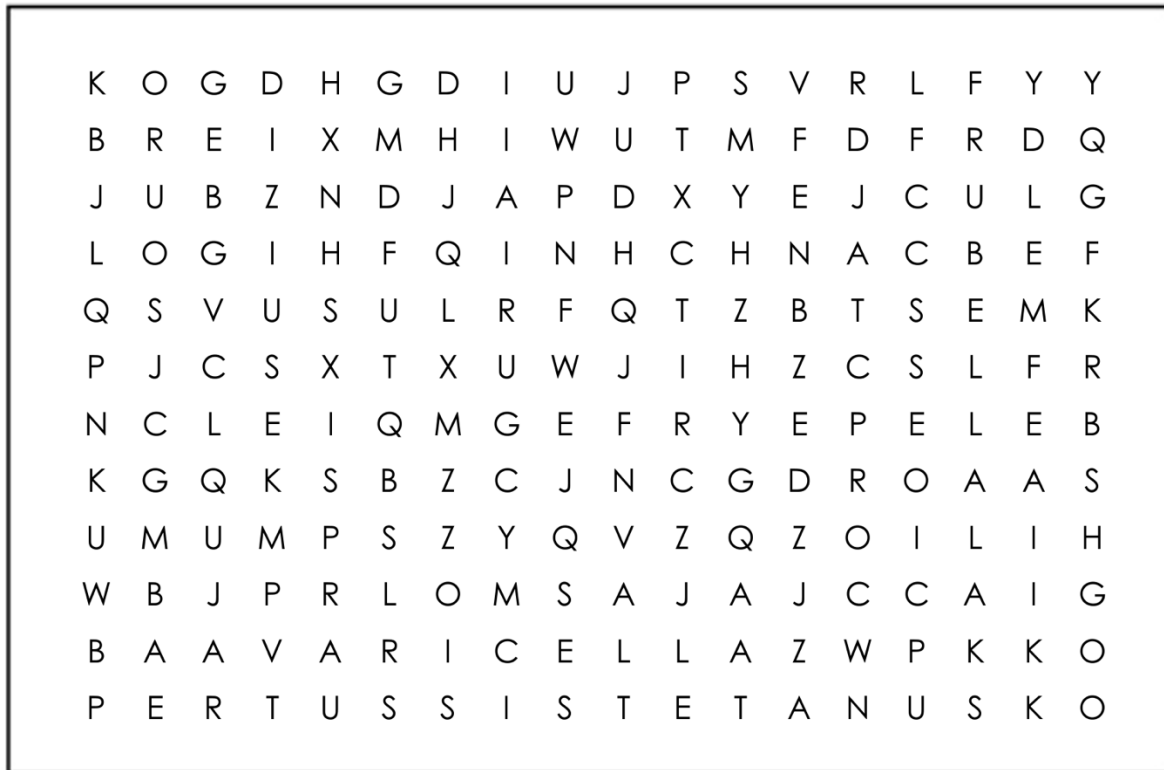 K O G D H G D I U J P S V R L F Y Y
B R E I X M H I W U T M F D F R D Q
J U B Z N D J A P D X Y E J C U L G
L O G I H F Q I N H C H N A C B E F
Q S V U S U L R F Q T Z B T S E M K
P J C S X T X U W J I H Z C S L F R
N C L E I Q M G E F R Y E P E L E B
K G Q K S B Z C J N C G D R O A A S
U M U M P S Z Y Q V Z Q Z O I L I H
W B J P R L O M S A J A J C C A I G
B A A V A R I C E L L A Z W P K K O
P E R T U S S I S T E T A N U S K O